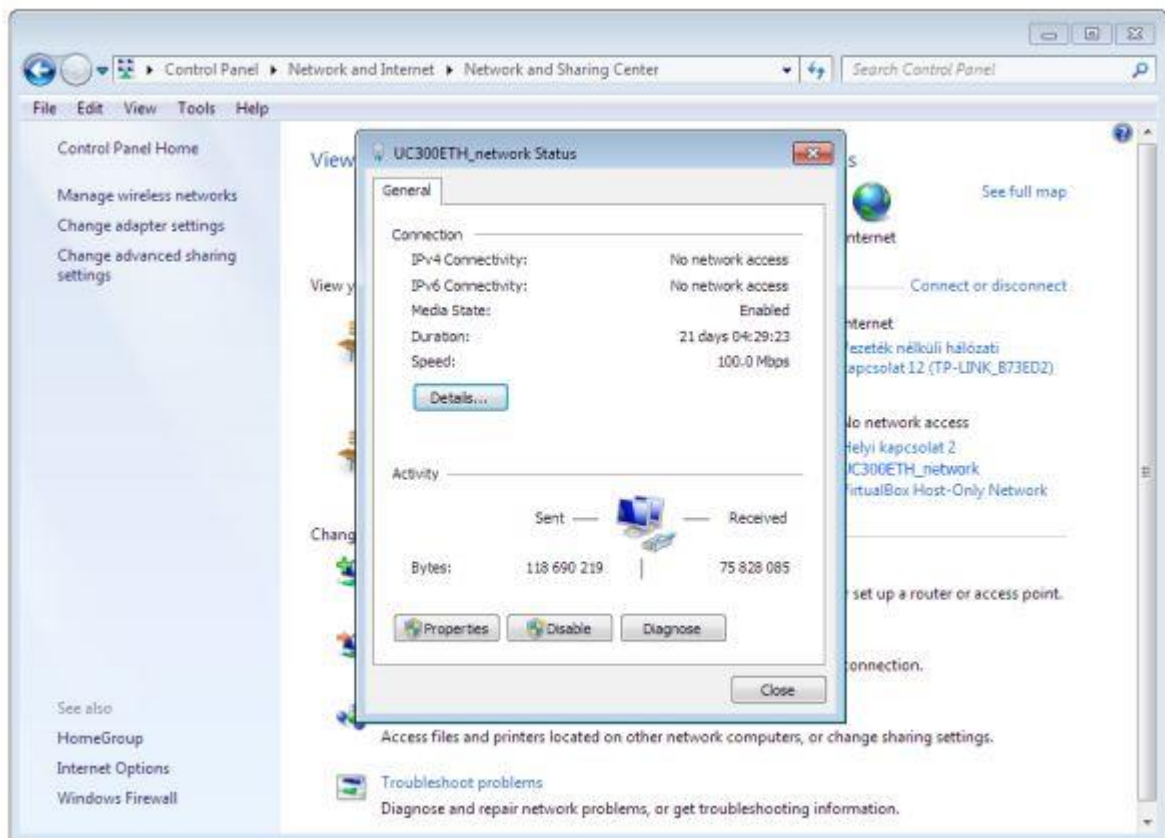 Control Panel ▸ Network and Internet ▸ Network and Sharing Center
Search Control Panel
File Edit View Tools Help
Control Panel Home
Manage wireless networks
Change adapter settings
Change advanced sharing
settings
See also
HomeGroup
Internet Options
Windows Firewall
View
s
See full map
nternet
View y
Connect or disconnect
nternet
ezeték nélküli hálózati
apcsolat 12 (TP-LINK_B73ED2)
No network access
Helyi kapcsolat 2
UC300ETH_network
VirtualBox Host-Only Network
Chang
set up a router or access point.
onnection.
Access files and printers located on other network computers, or change sharing settings.
Troubleshoot problems
Diagnose and repair network problems, or get troubleshooting information.
UC300ETH_network Status
General
Connection
IPv4 Connectivity: No network access
IPv6 Connectivity: No network access
Media State: Enabled
Duration: 21 days 04:29:23
Speed: 100.0 Mbps
Details...
Activity
Sent — — Received
Bytes: 118 690 219 | 75 828 085
Properties Disable Diagnose
Close